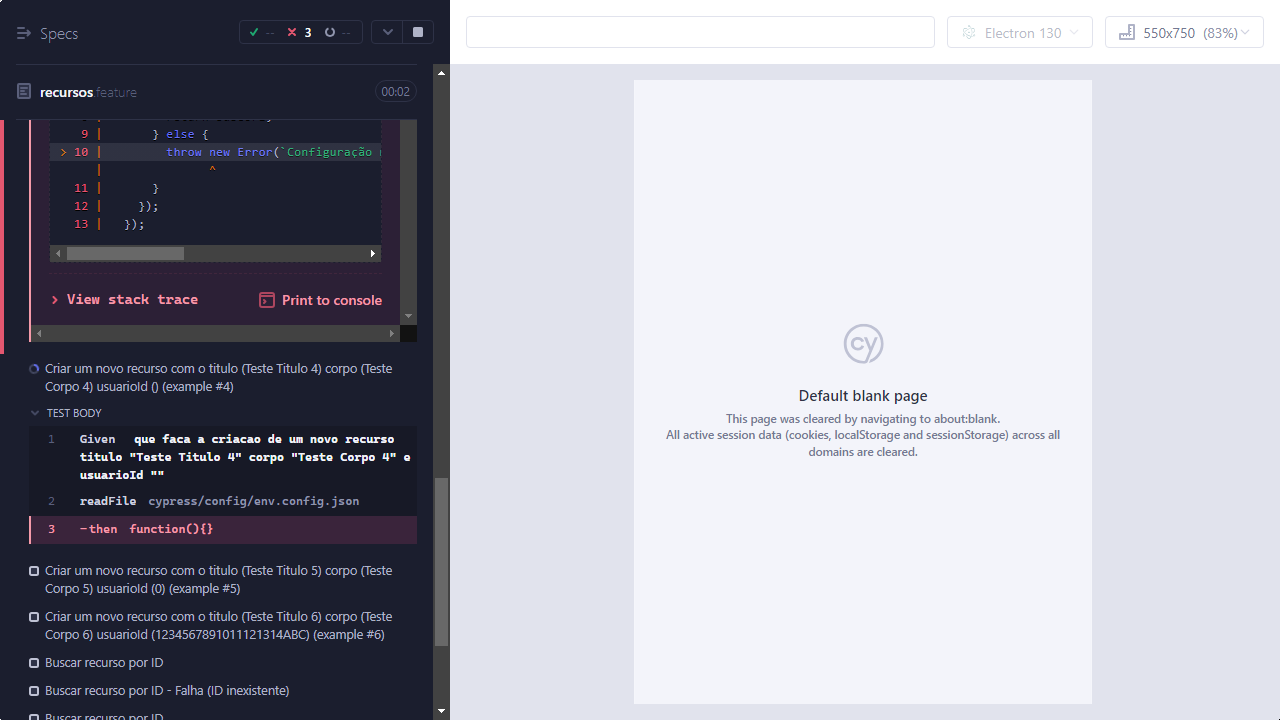 Specs
--
3
--
Electron 130
550x750 (83%)
recursos.feature
00:02
9 | } else {
> 10 | throw new Error(`Configuração
| ^
11 | }
12 | });
13 | });
View stack trace
Print to console
Criar um novo recurso com o titulo (Teste Titulo 4) corpo (Teste
Corpo 4) usuarioId () (example #4)
TEST BODY
1 Given que faca a criacao de um novo recurso
titulo "Teste Titulo 4" corpo "Teste Corpo 4" e
usuarioId ""
2 readFile cypress/config/env.config.json
3 -then function(){}
Criar um novo recurso com o titulo (Teste Titulo 5) corpo (Teste
Corpo 5) usuarioId (0) (example #5)
Criar um novo recurso com o titulo (Teste Titulo 6) corpo (Teste
Corpo 6) usuarioId (1234567891011121314ABC) (example #6)
Buscar recurso por ID
Buscar recurso por ID - Falha (ID inexistente)
Buscar recurso por ID
cy
Default blank page
This page was cleared by navigating to about:blank.
All active session data (cookies, localStorage and sessionStorage) across all
domains are cleared.